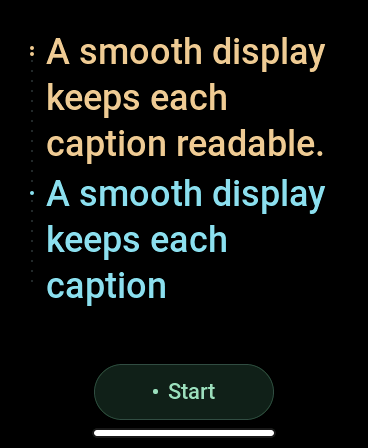 A smooth display
keeps each
caption readable.
A smooth display
keeps each
caption
Start